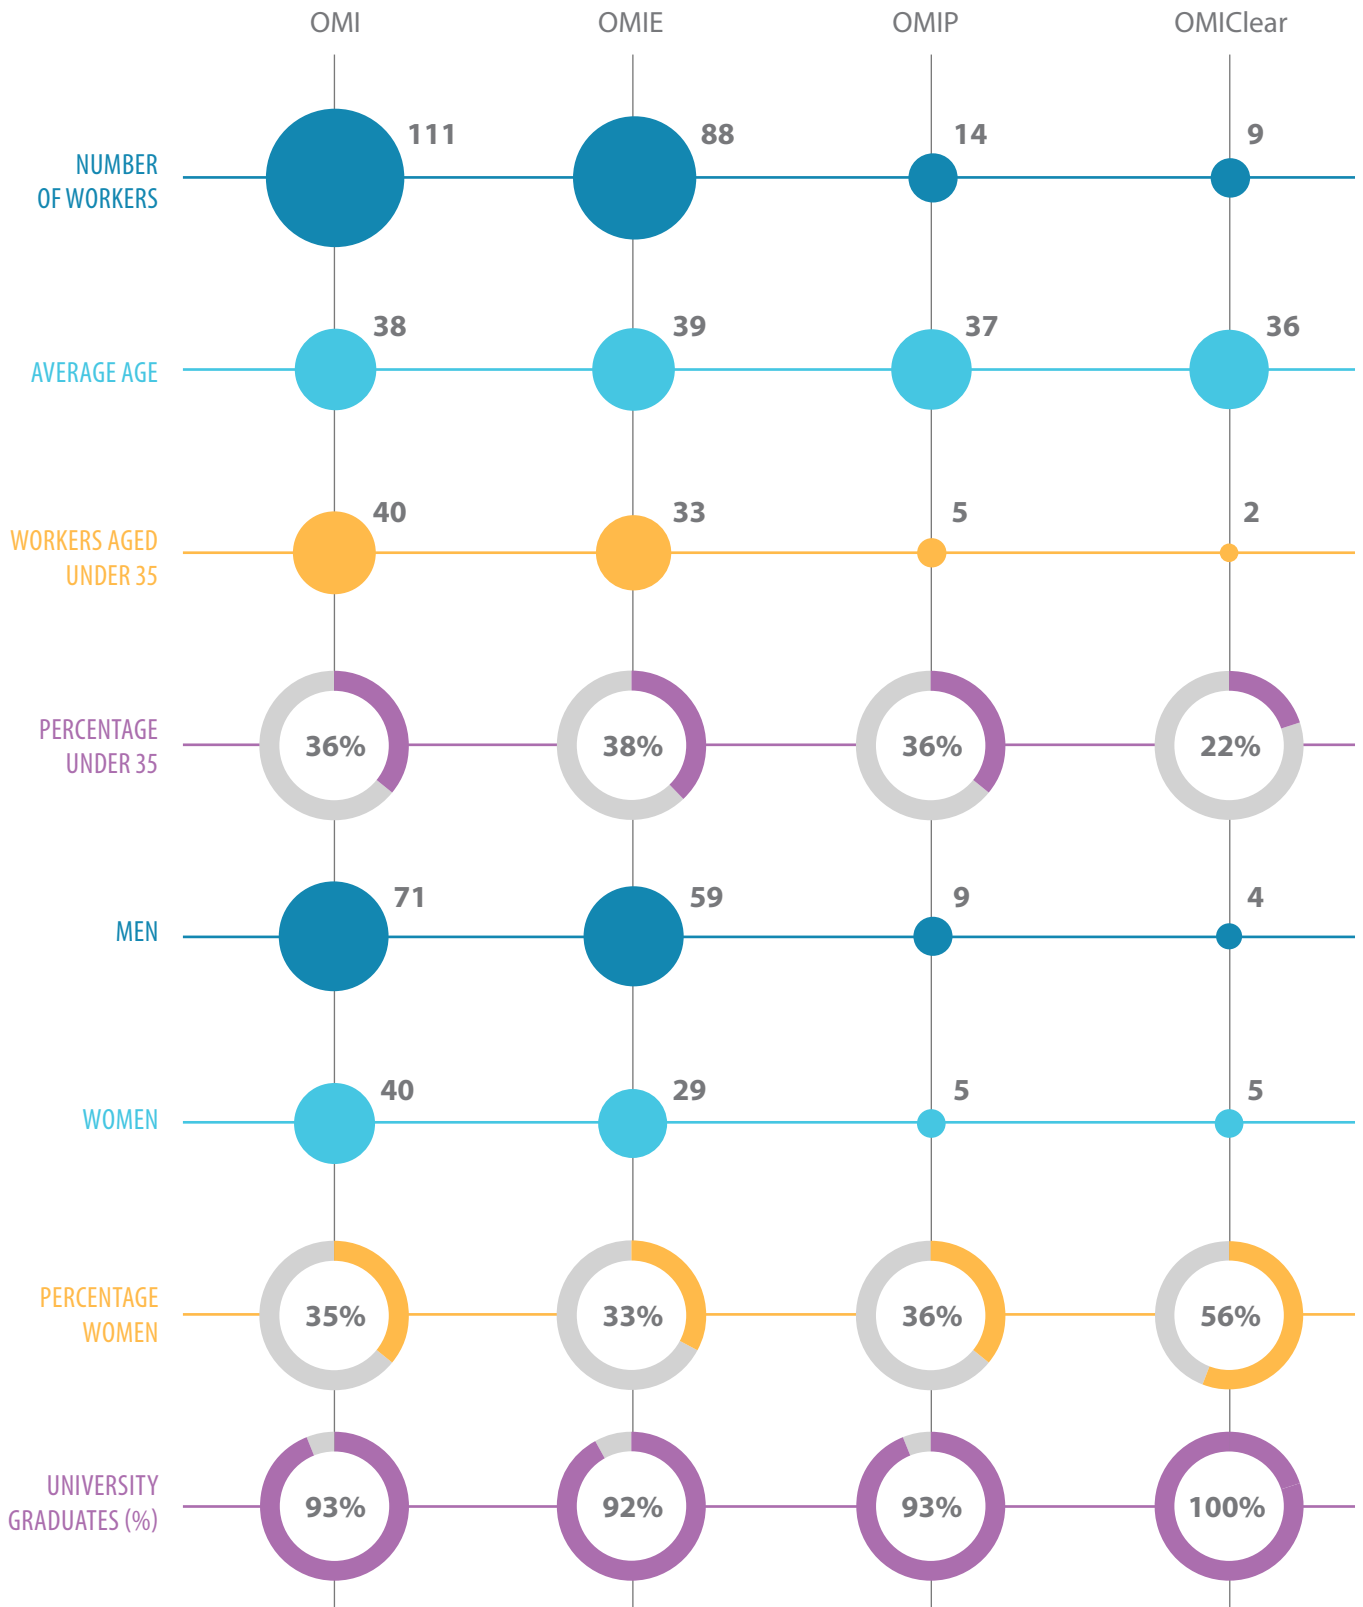 OMI OMIE OMIP OMIClear
111 88 14 9
NUMBER
OF WORKERS
38 39 37 36
AVERAGE AGE
40 33 5 2
WORKERS AGED
UNDER 35
PERCENTAGE
UNDER 35
36% 38% 36% 22%
71 59 9 4
MEN
40 29 5 5
WOMEN
PERCENTAGE
WOMEN
35% 33% 36% 56%
UNIVERSITY
GRADUATES (%)
93% 92% 93% 100%